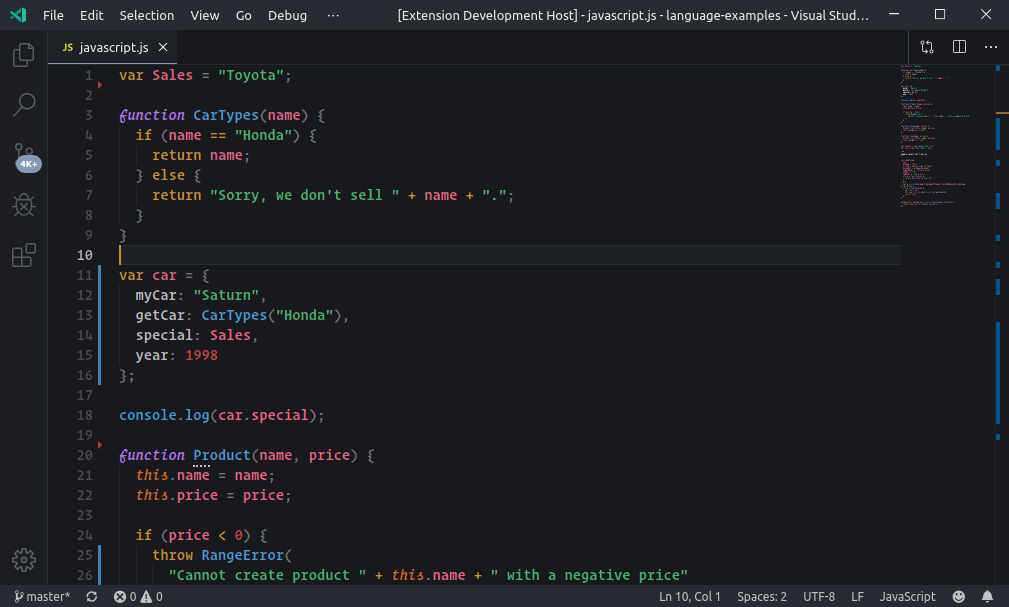 File Edit Selection View Go Debug ··· [Extension Development Host] - javascript.js - language-examples - Visual Stud...
JS javascript.js
4K+
1 var Sales = "Toyota";
2
3 function CarTypes(name) {
4 if (name == "Honda") {
5 return name;
6 } else {
7 return "Sorry, we don't sell " + name + ".";
8 }
9 }
10
11 var car = {
12 myCar: "Saturn",
13 getCar: CarTypes("Honda"),
14 special: Sales,
15 year: 1998
16 };
17
18 console.log(car.special);
19
20 function Product(name, price) {
21 this.name = name;
22 this.price = price;
23
24 if (price < 0) {
25 throw RangeError(
26 "Cannot create product " + this.name + " with a negative price"
master* 0 0 Ln 10, Col 1 Spaces: 2 UTF-8 LF JavaScript